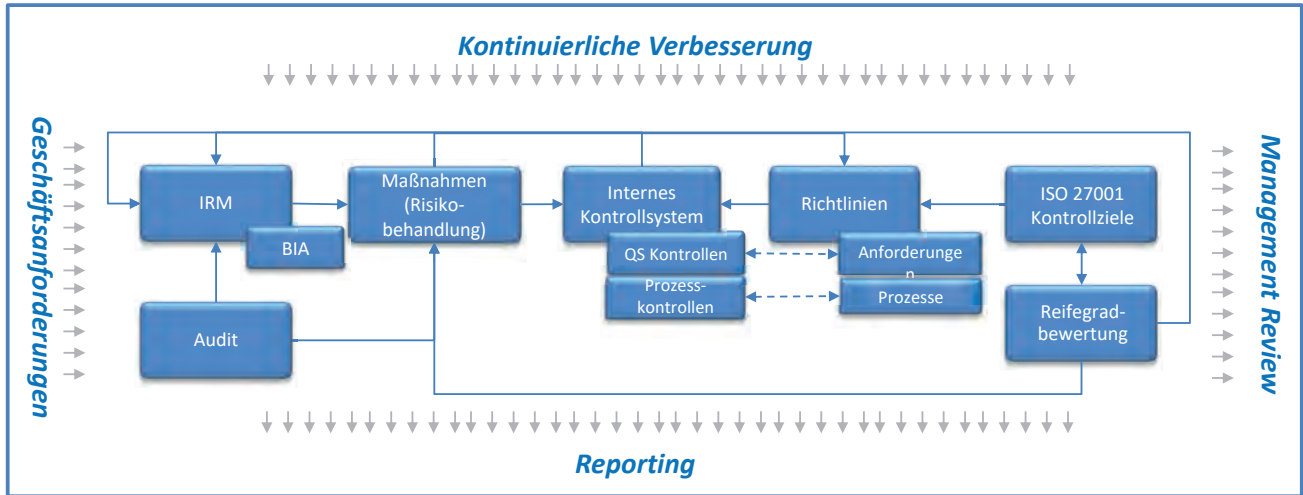 Kontinuierliche Verbesserung
Geschäftsanforderungen
IRM
BIA
Audit
Maßnahmen
(Risiko-
behandlung)
Internes
Kontrollsystem
QS Kontrollen
Prozess-
kontrollen
Richtlinien
Anforderunge
n
Prozesse
ISO 27001
Kontrollziele
Reifegrad-
bewertung
Management Review
Reporting